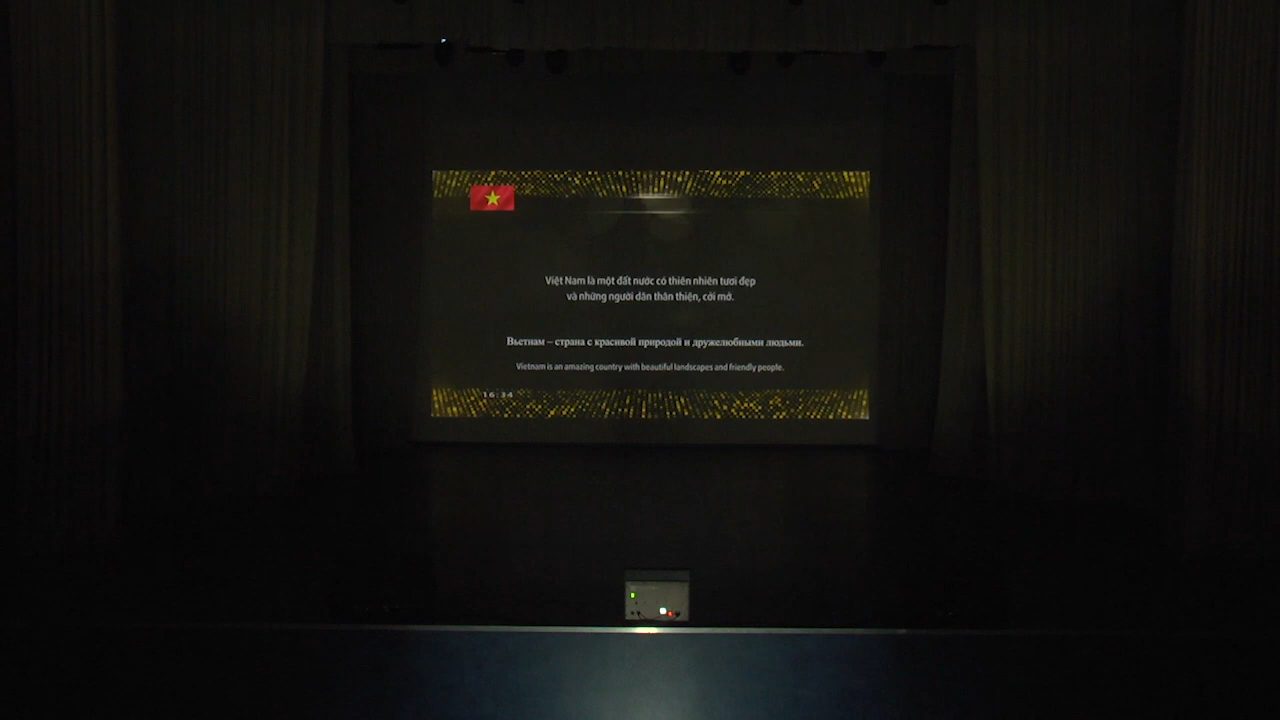 Việt Nam là một đất nước có thiên nhiên tươi đẹp
và những người dân thân thiện, cởi mở.
Вьетнам – страна с красивой природой и дружелюбными людьми.
Vietnam is an amazing country with beautiful landscapes and friendly people.
16:34